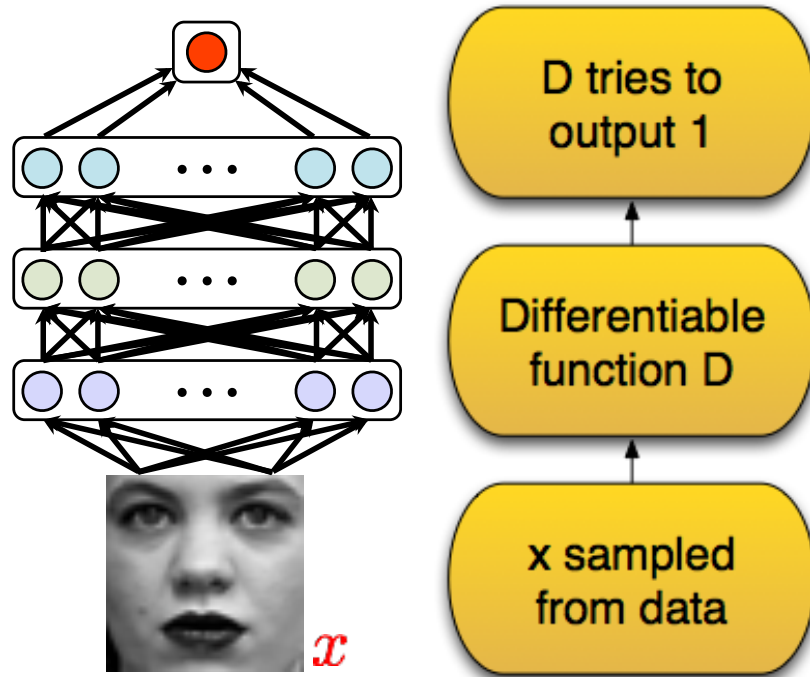 D tries to
output 1
Differentiable
function D
x sampled
from data
x